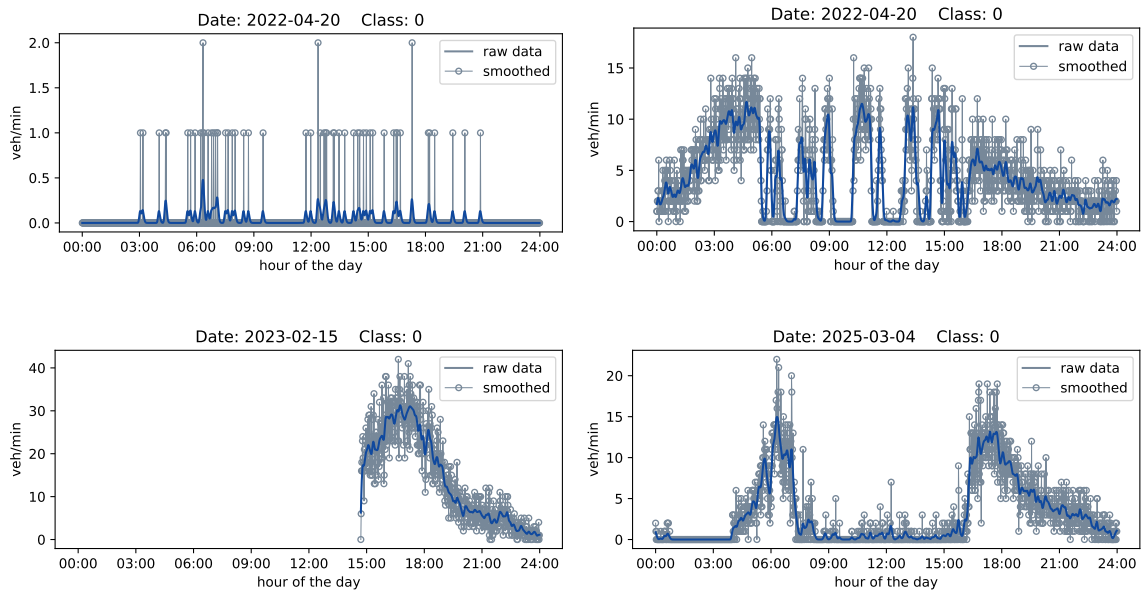 Date: 2022-04-20 Class: 0
veh/min
2.0
1.5
1.0
0.5
0.0
raw data
smoothed
00:00 03:00 06:00 09:00 12:00 15:00 18:00 21:00 24:00
hour of the day
Date: 2022-04-20 Class: 0
veh/min
15
10
5
0
raw data
smoothed
00:00 03:00 06:00 09:00 12:00 15:00 18:00 21:00 24:00
hour of the day
Date: 2023-02-15 Class: 0
veh/min
40
30
20
10
0
raw data
smoothed
00:00 03:00 06:00 09:00 12:00 15:00 18:00 21:00 24:00
hour of the day
Date: 2025-03-04 Class: 0
veh/min
20
15
10
5
0
raw data
smoothed
00:00 03:00 06:00 09:00 12:00 15:00 18:00 21:00 24:00
hour of the day